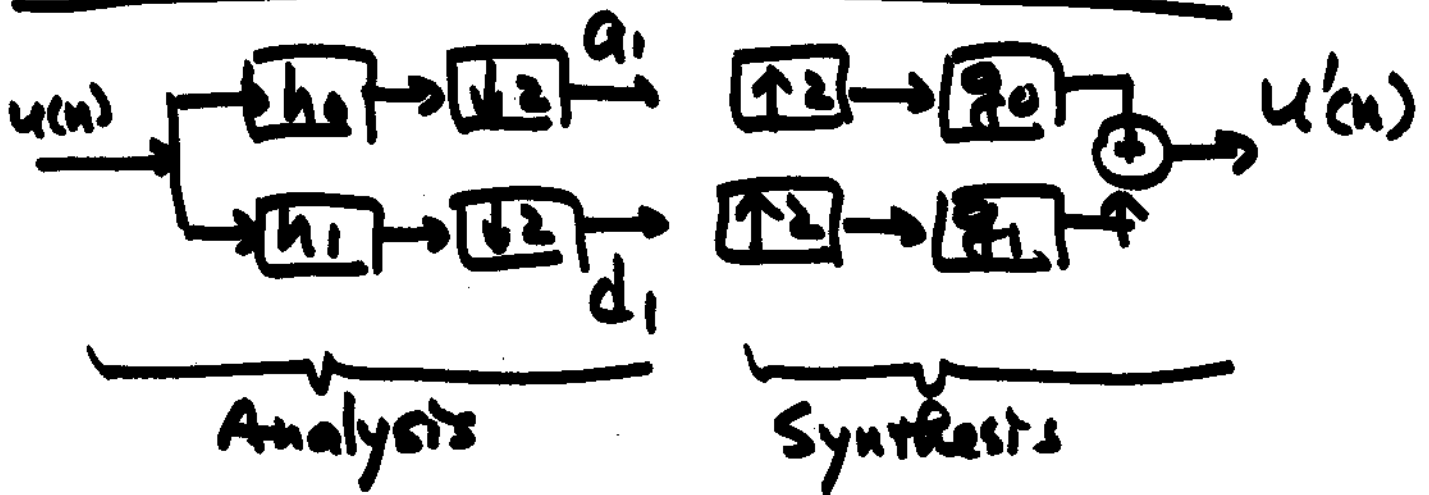 a₁
u(n) h₀ ↓2 ↑2 g₀ + u'(n)
h₁ ↓2 ↑2 g₁
d₁
Analysis Synthesis